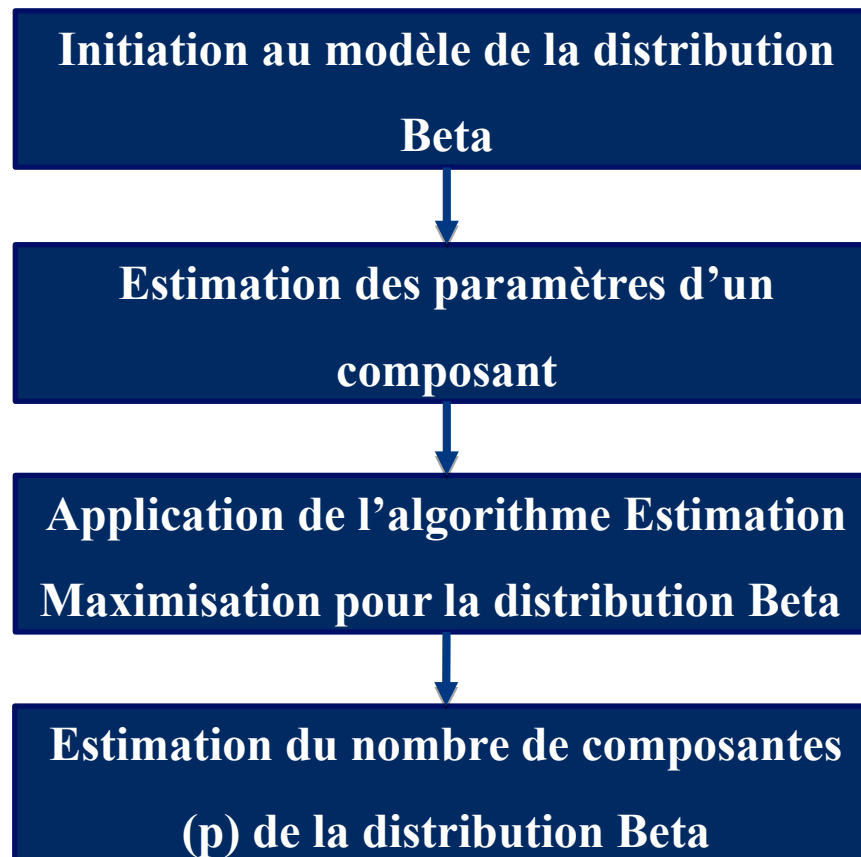 Initiation au modèle de la distribution
Beta
Estimation des paramètres d’un
composant
Application de l’algorithme Estimation
Maximisation pour la distribution Beta
Estimation du nombre de composantes
(p) de la distribution Beta